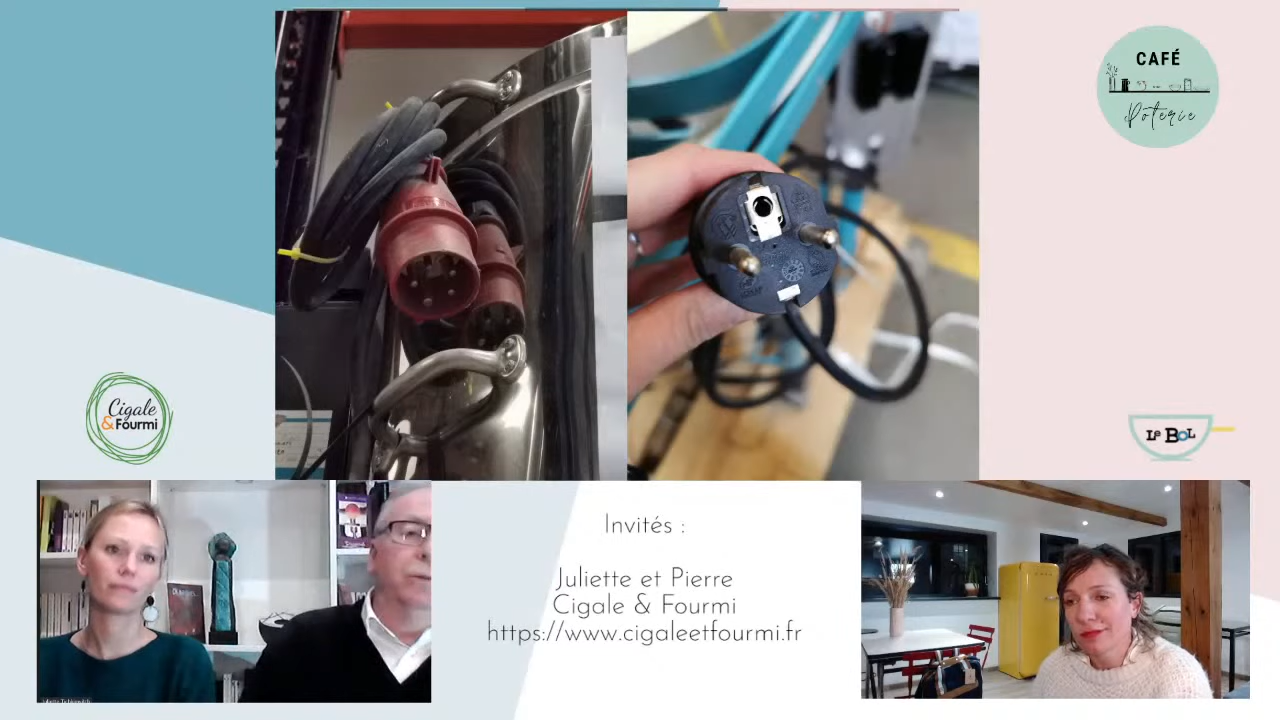 CAFÉ
Poterie
Cigale
& Fourmi
Le BOL
Invités :
Juliette et Pierre
Cigale & Fourmi
https://www.cigaleetfourmi.fr